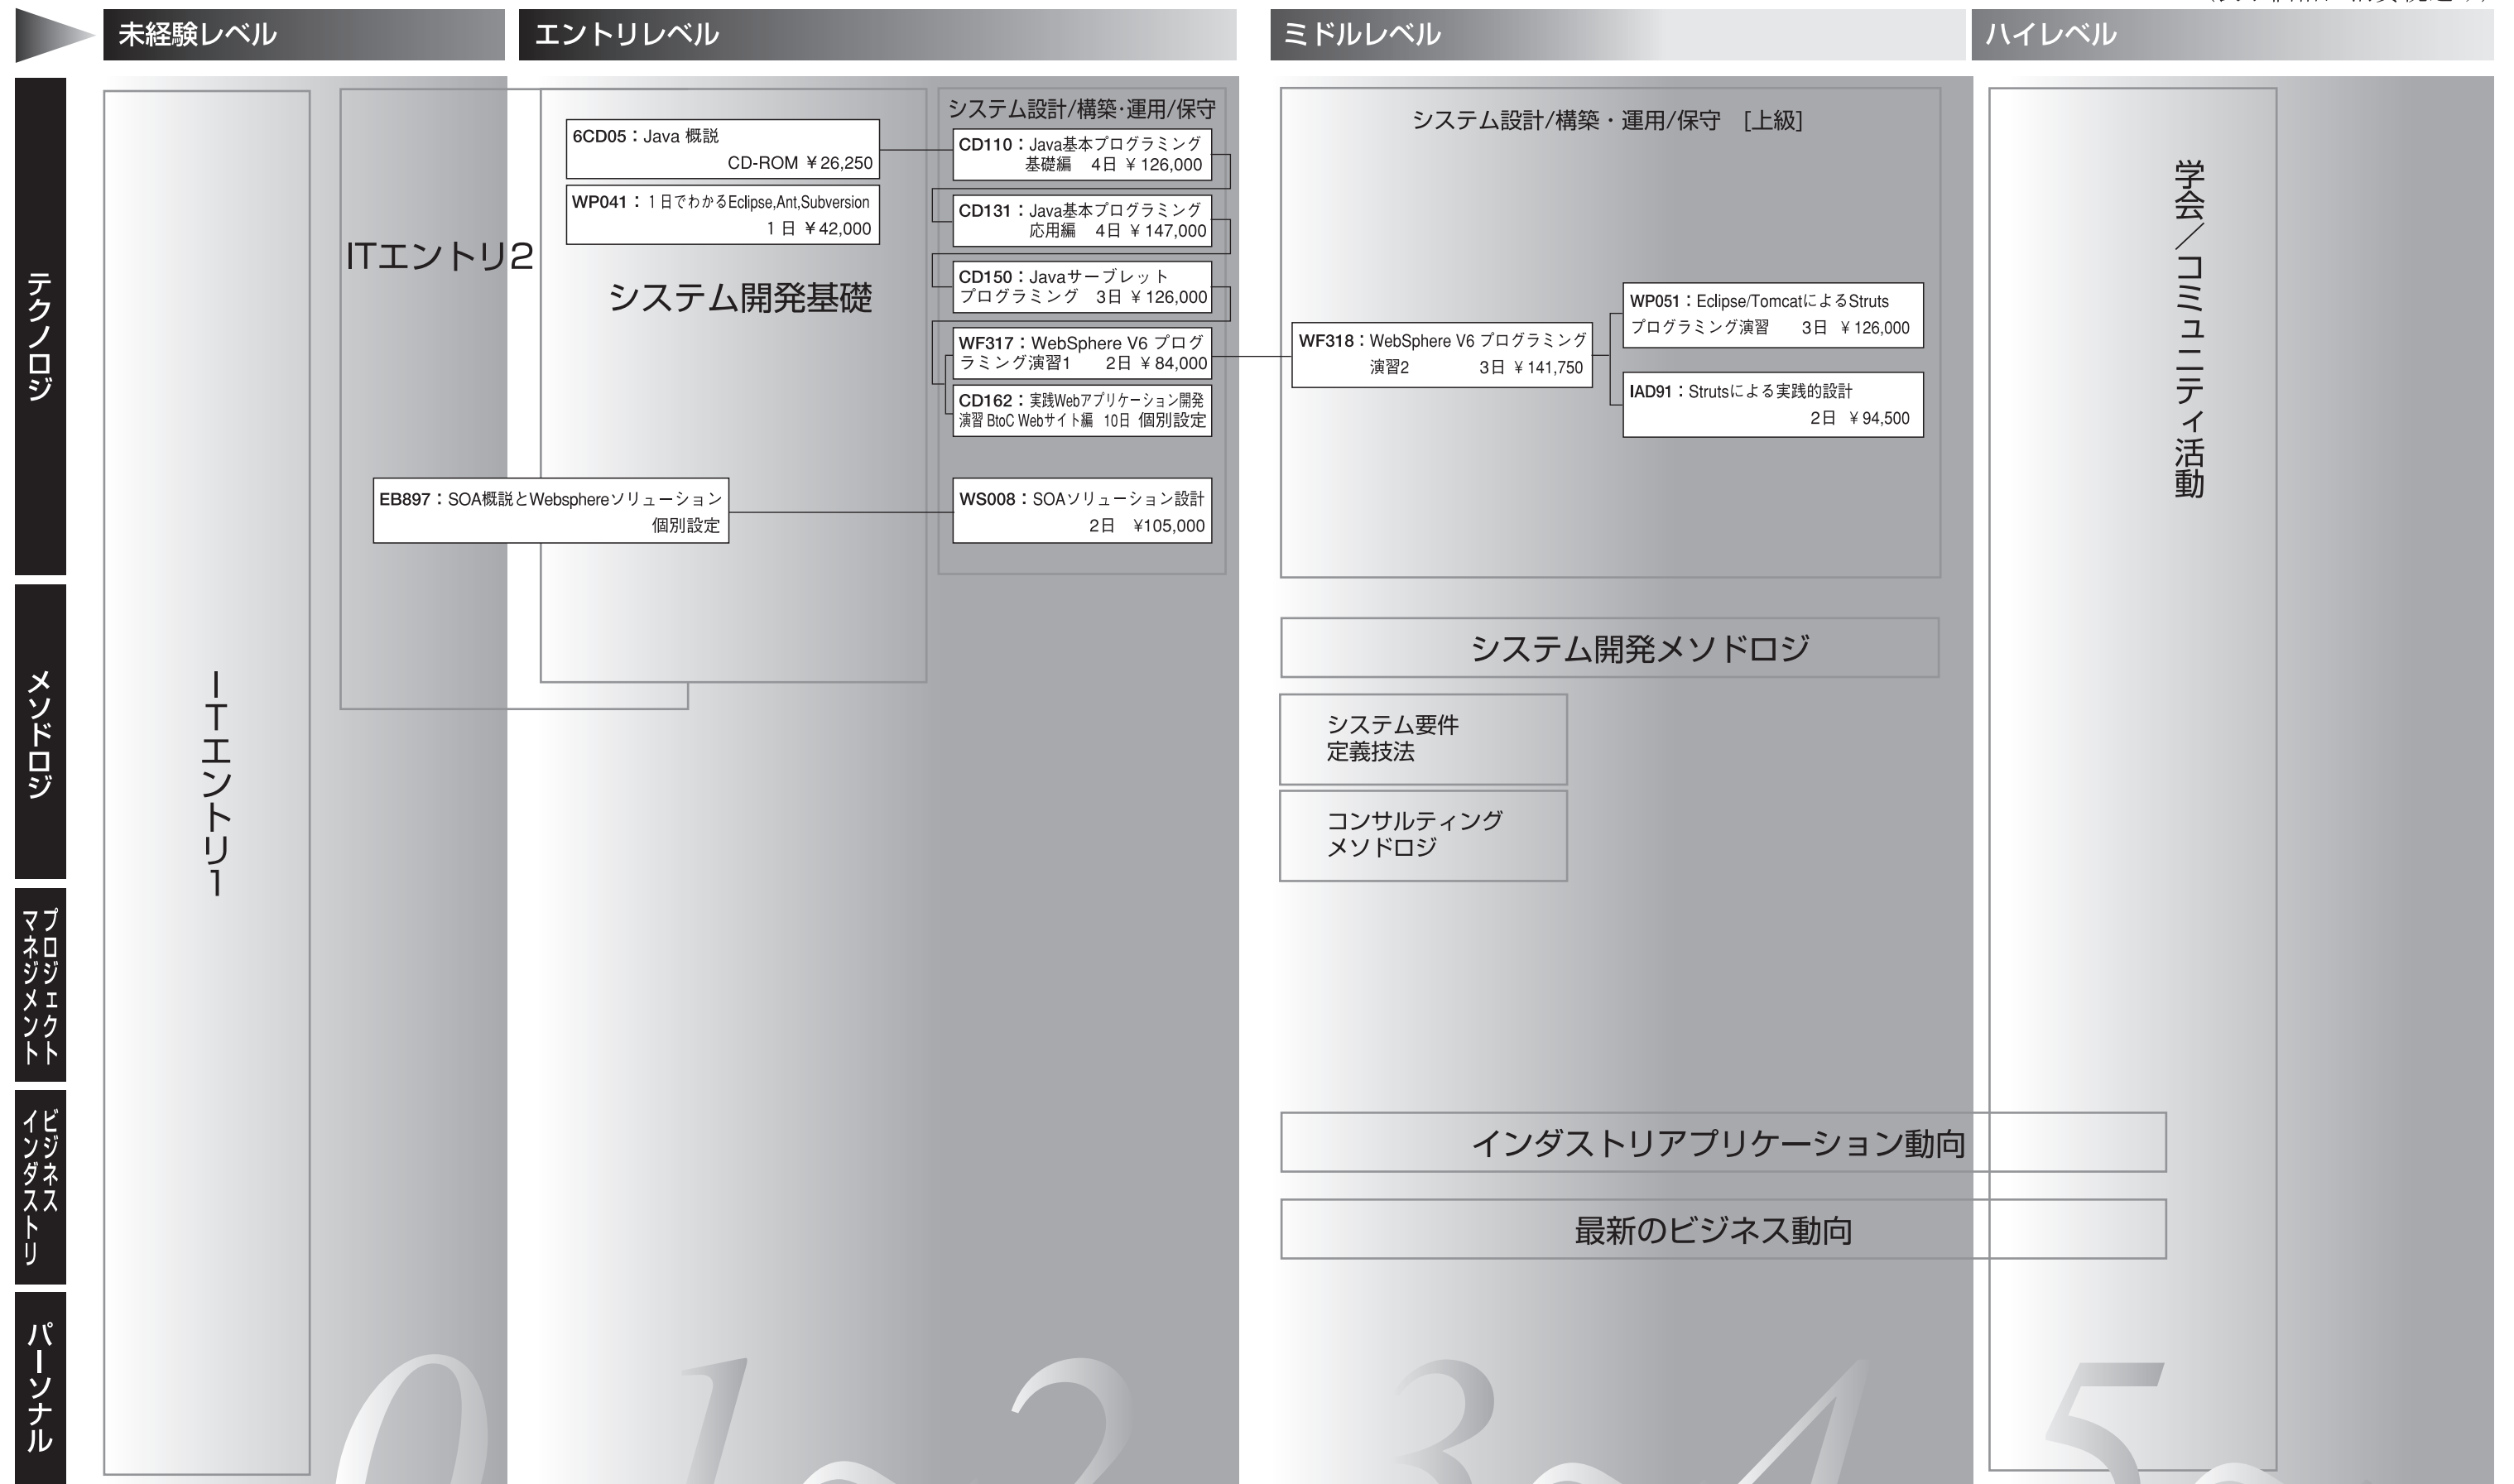 未経験レベル
エントリレベル
ミドルレベル
ハイレベル
テクノロジ
メソドロジ
プロジェクト
マネジメント
ビジネス
インダストリ
パーソナル
ITエントリ1
ITエントリ2
6CD05：Java 概説
CD-ROM ¥26,250
WP041：1日でわかるEclipse,Ant,Subversion
1日 ¥42,000
システム開発基礎
EB897：SOA概説とWebsphereソリューション
個別設定
システム設計/構築・運用/保守
CD110：Java基本プログラミング
基礎編 4日 ¥126,000
CD131：Java基本プログラミング
応用編 4日 ¥147,000
CD150：Javaサーブレット
プログラミング 3日 ¥126,000
WF317：WebSphere V6 プログ
ラミング演習1 2日 ¥84,000
CD162：実践Webアプリケーション開発
演習 BtoC Webサイト編 10日 個別設定
WS008：SOAソリューション設計
2日 ¥105,000
システム設計/構築・運用/保守 [上級]
WF318：WebSphere V6 プログラミング
演習2 3日 ¥141,750
WP051：Eclipse/TomcatによるStruts
プログラミング演習 3日 ¥126,000
IAD91：Strutsによる実践的設計
2日 ¥94,500
システム開発メソドロジ
システム要件
定義技法
コンサルティング
メソドロジ
インダストリアプリケーション動向
最新のビジネス動向
学会／コミュニティ活動
0 1～2 3～4 5～